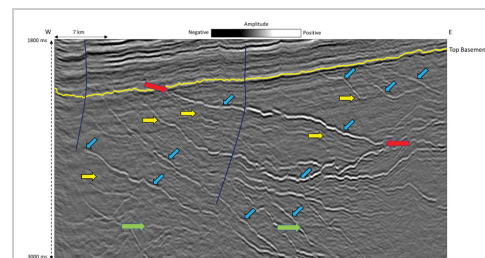 Amplitude
W
7 km
Negative
Positive
E
1800 ms
Top Basement
3000 ms